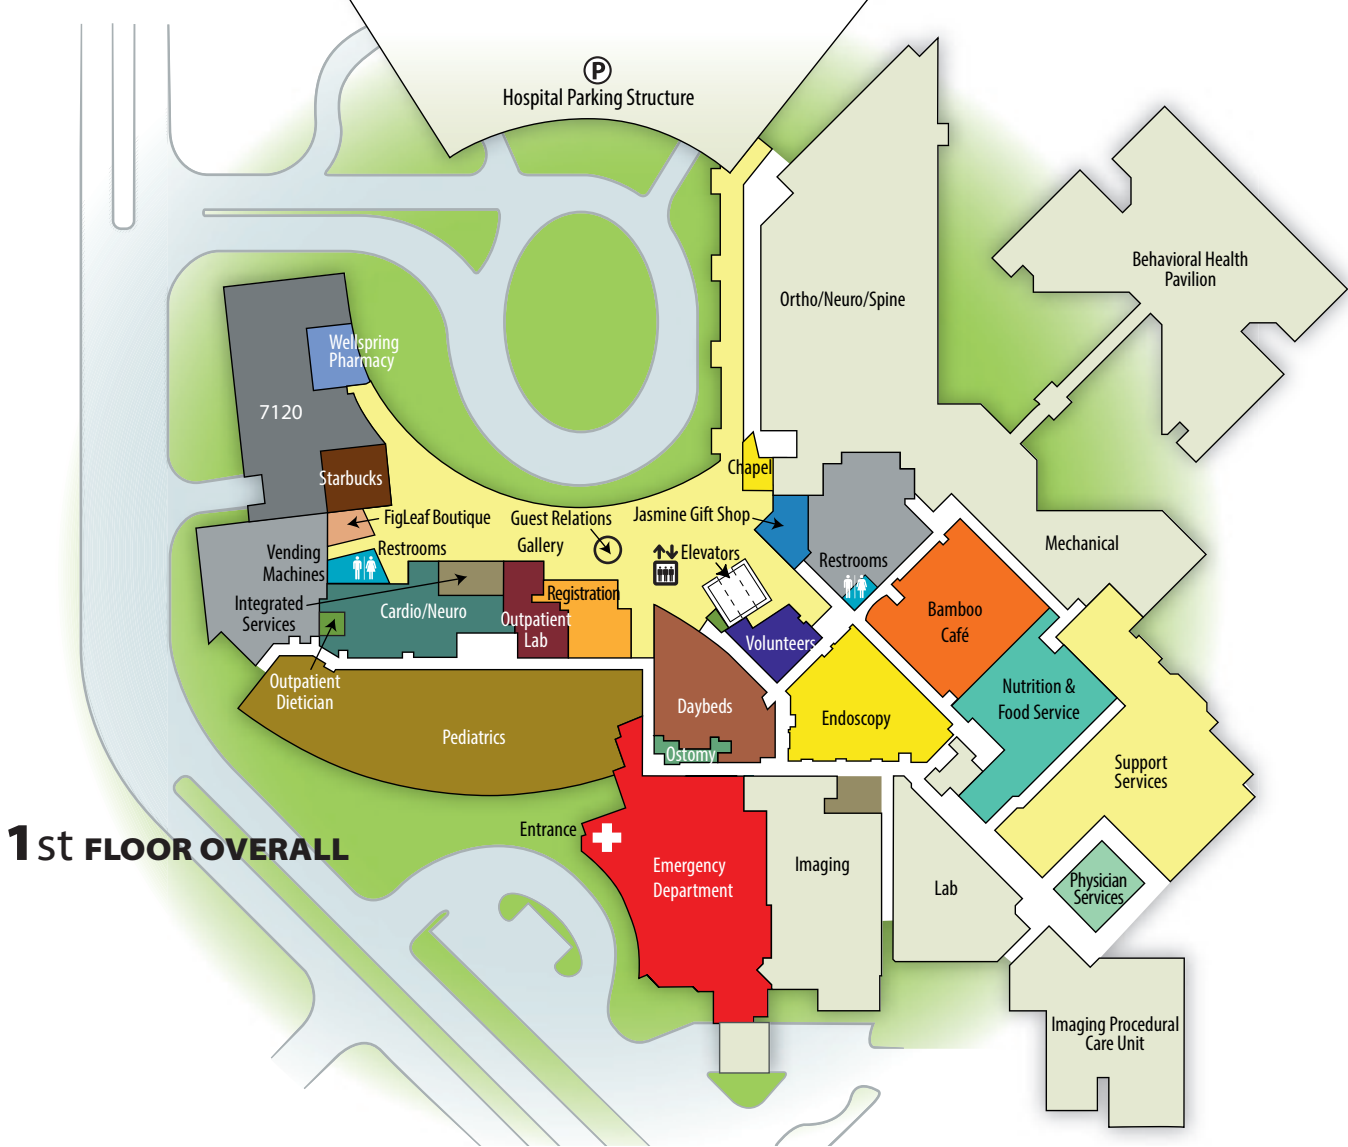 P
Hospital Parking Structure
Behavioral Health
Pavilion
Ortho/Neuro/Spine
Wellspring
Pharmacy
7120
Chapel
Starbucks
FigLeaf Boutique
Guest Relations
Gallery
Jasmine Gift Shop
Restrooms
Elevators
Restrooms
Mechanical
Vending
Machines
Integrated
Services
Cardio/Neuro
Registration
Outpatient
Lab
Bamboo
Café
Volunteers
Outpatient
Dietician
Nutrition &
Food Service
Daybeds
Endoscopy
Pediatrics
Ostomy
Support
Services
Entrance
1st FLOOR OVERALL
Emergency
Department
Imaging
Lab
Physician
Services
Imaging Procedural
Care Unit